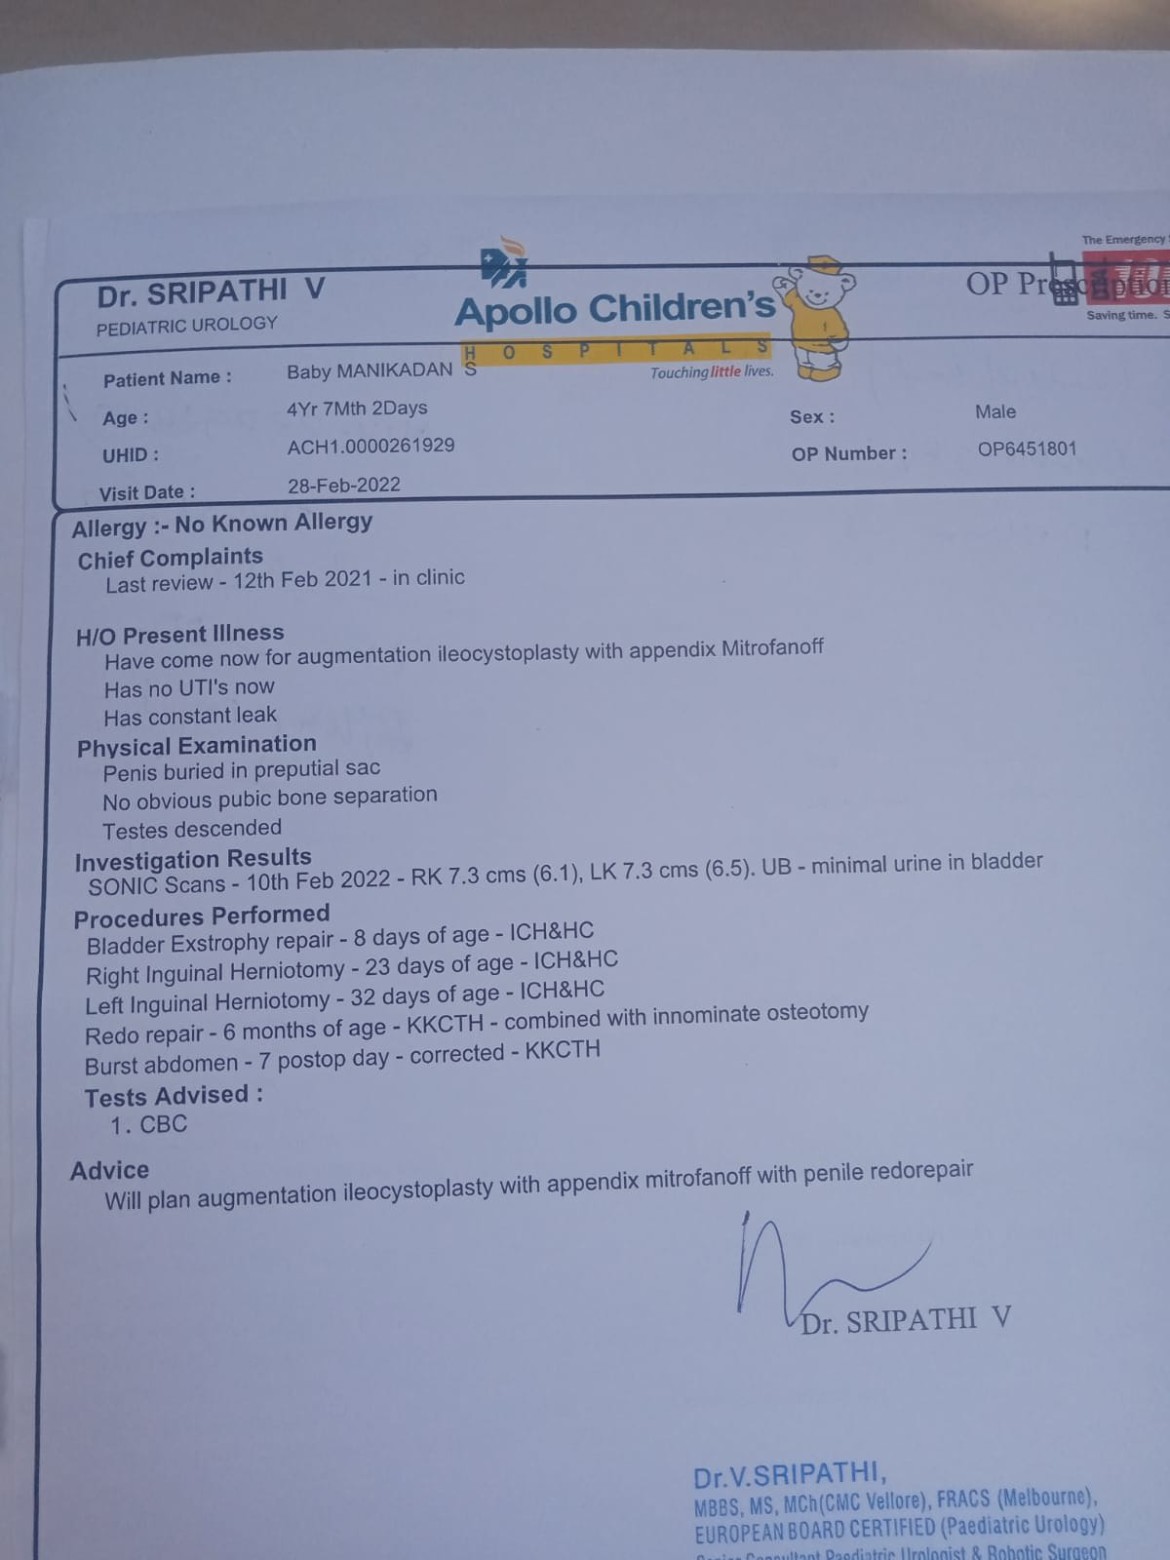 The Emergency
Dr. SRIPATHI V
PEDIATRIC UROLOGY
Apollo Children's
HOSPITALS
Touching little lives.
OP Prescription
Saving time. S
Patient Name : Baby MANIKADAN S
Age : 4Yr 7Mth 2Days Sex : Male
UHID : ACH1.0000261929 OP Number : OP6451801
Visit Date : 28-Feb-2022
Allergy :- No Known Allergy
Chief Complaints
Last review - 12th Feb 2021 - in clinic
H/O Present Illness
Have come now for augmentation ileocystoplasty with appendix Mitrofanoff
Has no UTI's now
Has constant leak
Physical Examination
Penis buried in preputial sac
No obvious pubic bone separation
Testes descended
Investigation Results
SONIC Scans - 10th Feb 2022 - RK 7.3 cms (6.1), LK 7.3 cms (6.5). UB - minimal urine in bladder
Procedures Performed
Bladder Exstrophy repair - 8 days of age - ICH&HC
Right Inguinal Herniotomy - 23 days of age - ICH&HC
Left Inguinal Herniotomy - 32 days of age - ICH&HC
Redo repair - 6 months of age - KKCTH - combined with innominate osteotomy
Burst abdomen - 7 postop day - corrected - KKCTH
Tests Advised :
1. CBC
Advice
Will plan augmentation ileocystoplasty with appendix mitrofanoff with penile redorepair
Dr. SRIPATHI V
Dr.V.SRIPATHI,
MBBS, MS, MCh(CMC Vellore), FRACS (Melbourne),
EUROPEAN BOARD CERTIFIED (Paediatric Urology)
Consultant Paediatric Urologist & Robotic Surgeon